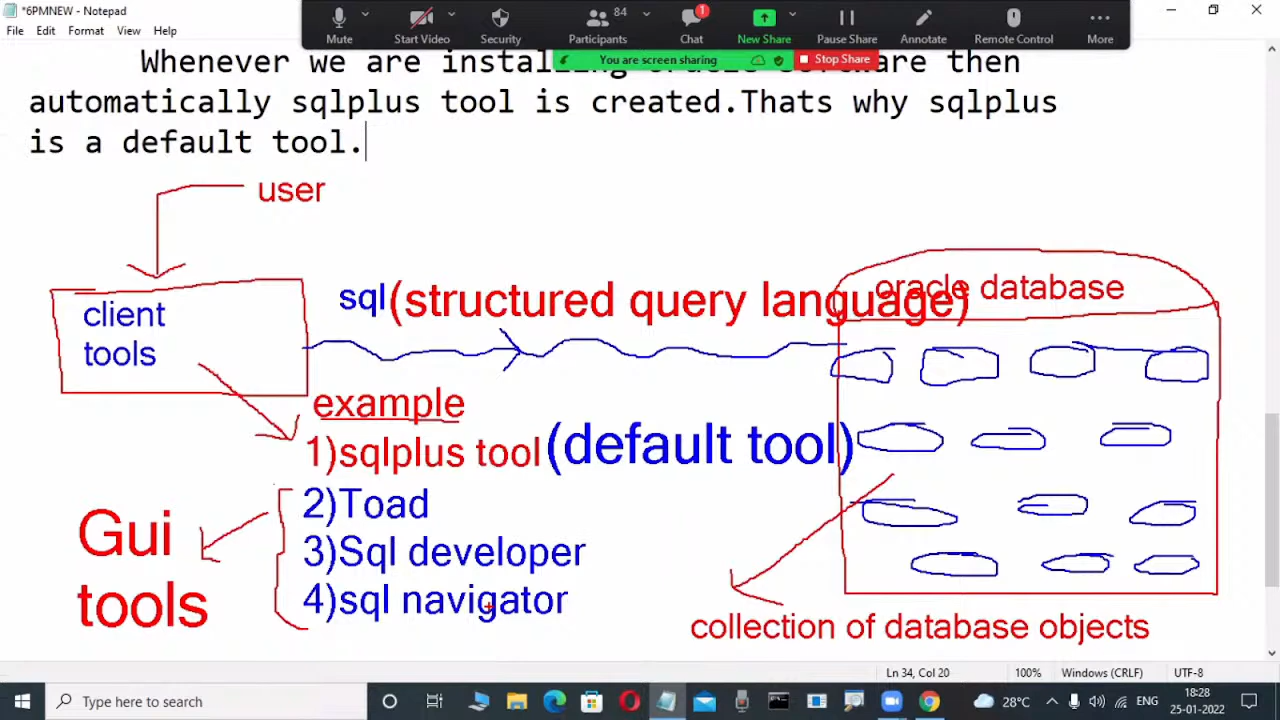 *6PMNEW - Notepad
File Edit Format View Help
Mute Start Video Security Participants 84 Chat 1 New Share Pause Share Annotate Remote Control More
You are screen sharing Stop Share
Whenever we are installing oracle software then
automatically sqlplus tool is created.Thats why sqlplus
is a default tool.
user
client
tools
sql(structured query language)
oracle database
example
1)sqlplus tool(default tool)
2)Toad
3)Sql developer
4)sql navigator
Gui
tools
collection of database objects
Ln 34, Col 20 100% Windows (CRLF) UTF-8
Type here to search
28°C ENG 18:28
25-01-2022